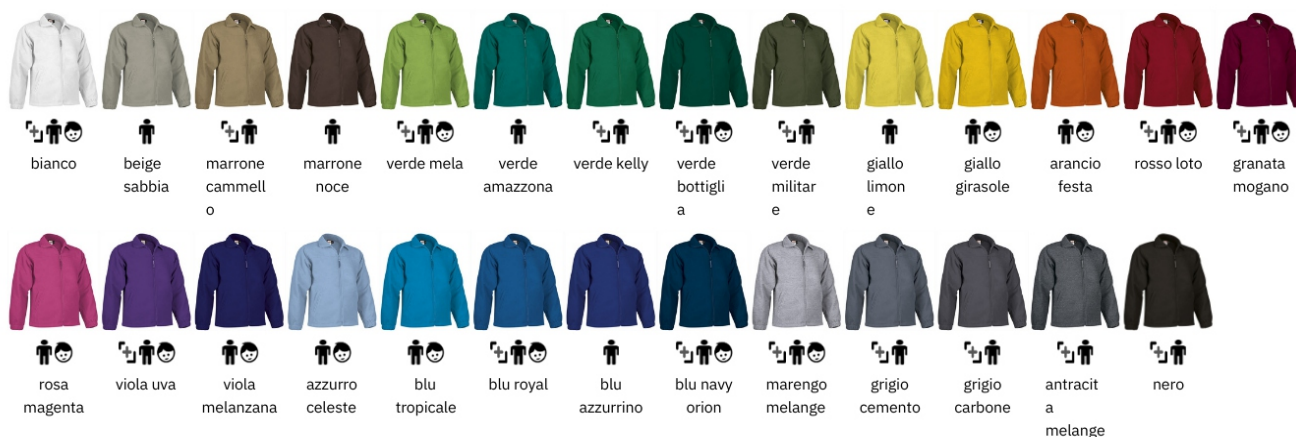 bianco
beige
sabbia
marrone
cammell
o
marrone
noce
verde mela
verde
amazzona
verde kelly
verde
bottigli
a
verde
militar
e
giallo
limon
e
giallo
girasole
arancio
festa
rosso loto
granata
mogano
rosa
magenta
viola uva
viola
melanzana
azzurro
celeste
blu
tropicale
blu royal
blu
azzurrino
blu navy
orion
marengo
melange
grigio
cemento
grigio
carbone
antracit
a
melange
nero